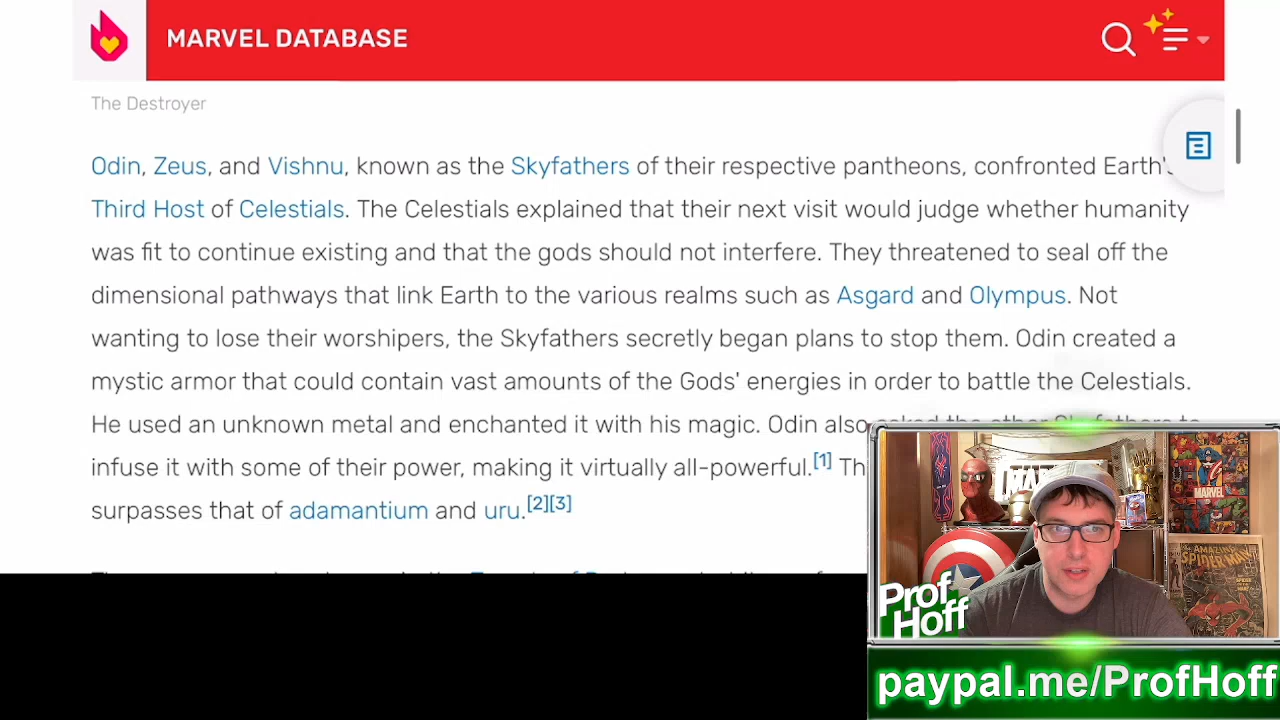 MARVEL DATABASE
The Destroyer
Odin, Zeus, and Vishnu, known as the Skyfathers of their respective pantheons, confronted Earth's
Third Host of Celestials. The Celestials explained that their next visit would judge whether humanity
was fit to continue existing and that the gods should not interfere. They threatened to seal off the
dimensional pathways that link Earth to the various realms such as Asgard and Olympus. Not
wanting to lose their worshipers, the Skyfathers secretly began plans to stop them. Odin created a
mystic armor that could contain vast amounts of the Gods' energies in order to battle the Celestials.
He used an unknown metal and enchanted it with his magic. Odin also asked the other Skyfathers to
infuse it with some of their power, making it virtually all-powerful.[1] Th
surpasses that of adamantium and uru.[2][3]
MARVEL
AMAZING
SPIDER-MAN
Prof
Hoff
paypal.me/ProfHoff